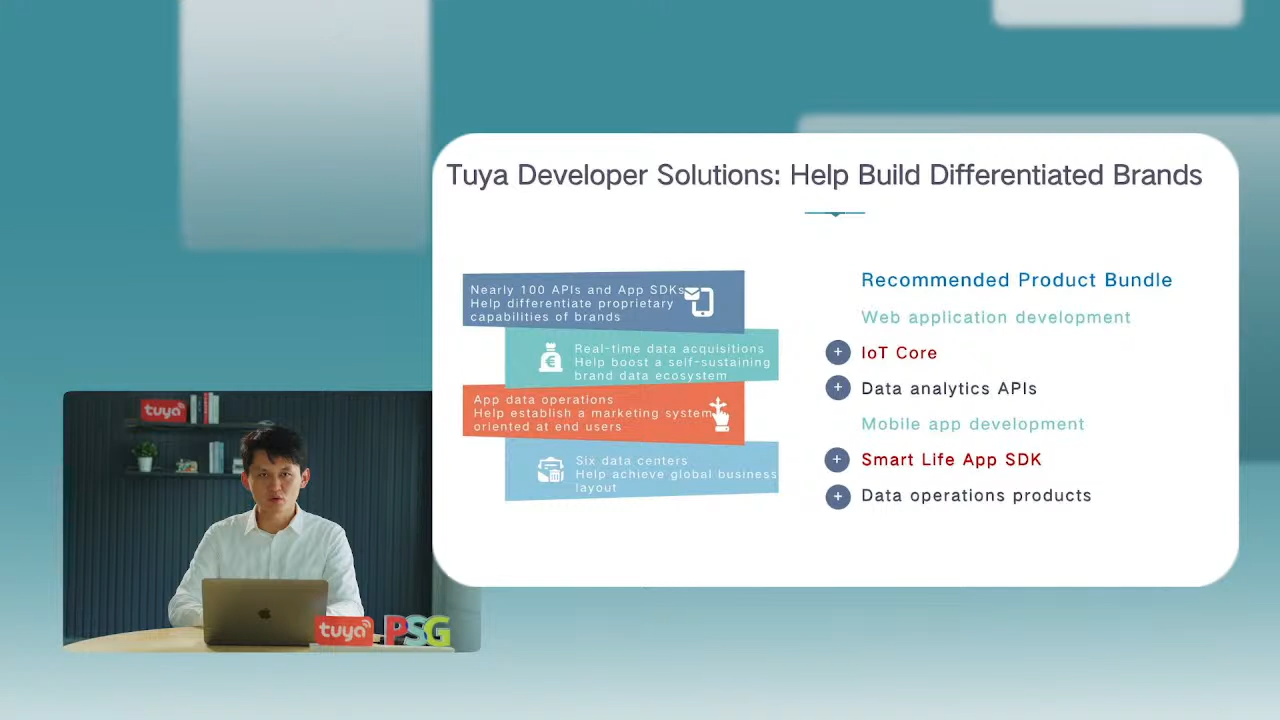 Tuya Developer Solutions: Help Build Differentiated Brands
Nearly 100 APIs and App SDKs
Help differentiate proprietary
capabilities of brands
Real-time data acquisitions
Help boost a self-sustaining
brand data ecosystem
App data operations
Help establish a marketing system
oriented at end users
Six data centers
Help achieve global business
layout
Recommended Product Bundle
Web application development
+ IoT Core
+ Data analytics APIs
Mobile app development
+ Smart Life App SDK
+ Data operations products
tuya
tuya
PSG